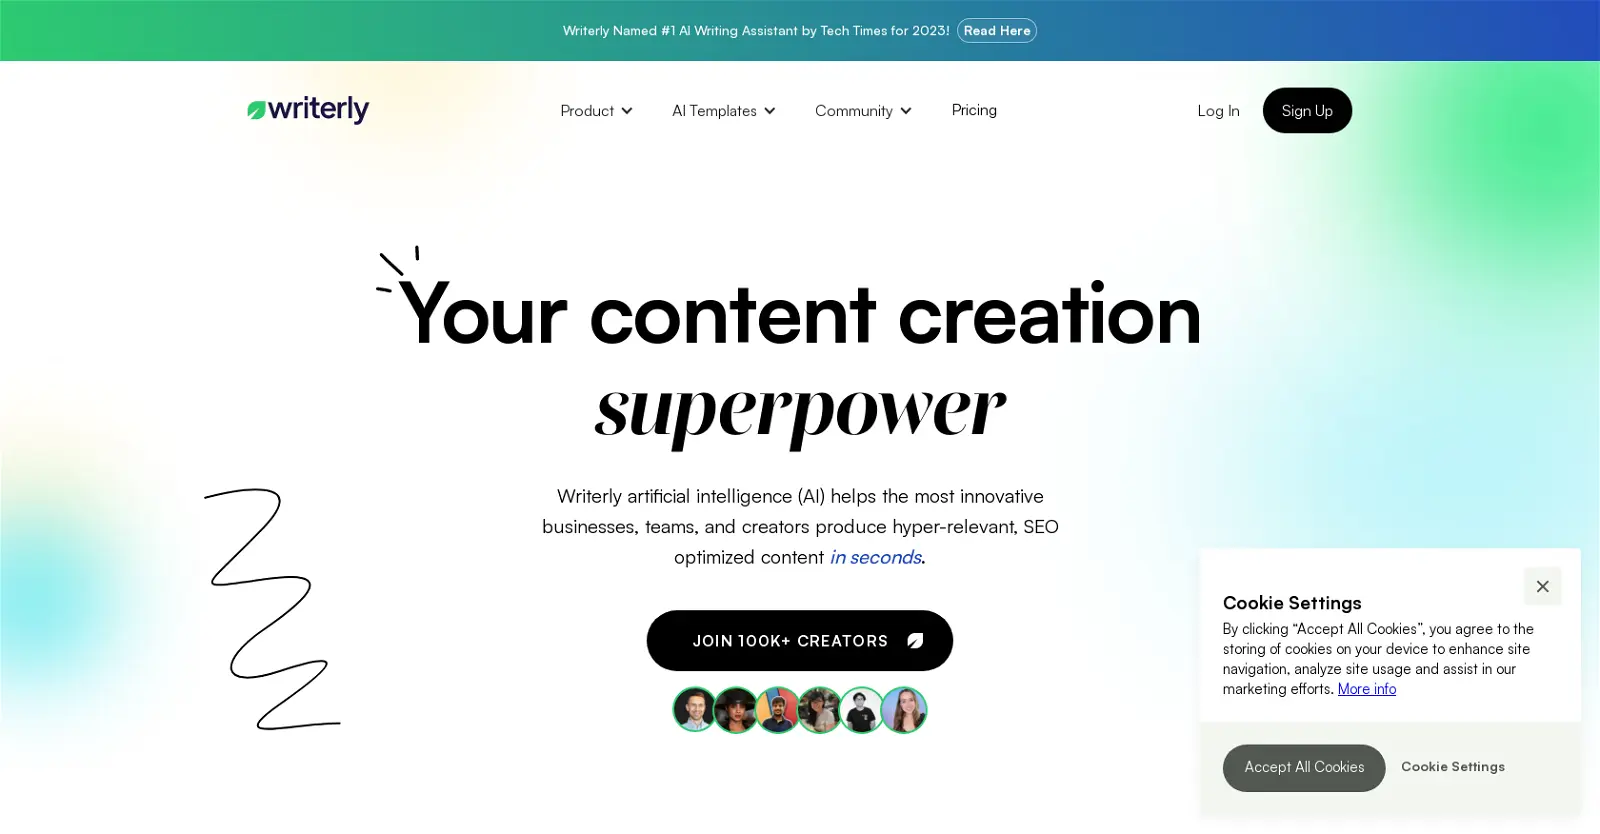 Writerly Named #1 AI Writing Assistant by Tech Times for 2023! Read Here
writerly
Product
AI Templates
Community
Pricing
Log In
Sign Up
Your content creation
superpower
Writerly artificial intelligence (AI) helps the most innovative
businesses, teams, and creators produce hyper-relevant, SEO
optimized content in seconds.
JOIN 100K+ CREATORS
Cookie Settings
By clicking “Accept All Cookies”, you agree to the
storing of cookies on your device to enhance site
navigation, analyze site usage and assist in our
marketing efforts. More info
Accept All Cookies
Cookie Settings